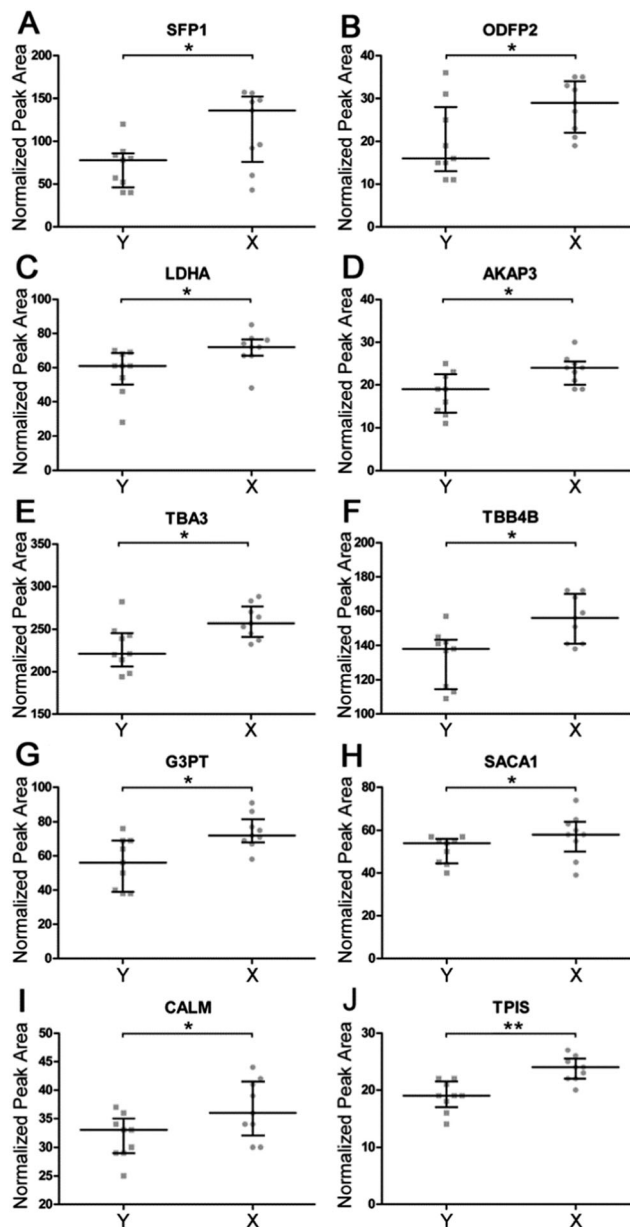 A
SFP1
*
Normalized Peak Area
200
150
100
50
0
Y
X
B
ODFP2
*
Normalized Peak Area
40
30
20
10
0
Y
X
C
LDHA
*
Normalized Peak Area
100
80
60
40
20
0
Y
X
D
AKAP3
*
Normalized Peak Area
40
30
20
10
0
Y
X
E
TBA3
*
Normalized Peak Area
350
300
250
200
150
Y
X
F
TBB4B
*
Normalized Peak Area
200
180
160
140
120
100
Y
X
G
G3PT
*
Normalized Peak Area
100
80
60
40
20
0
Y
X
H
SACA1
*
Normalized Peak Area
80
60
40
20
0
Y
X
I
CALM
*
Normalized Peak Area
50
45
40
35
30
25
20
Y
X
J
TPIS
**
Normalized Peak Area
30
20
10
0
Y
X